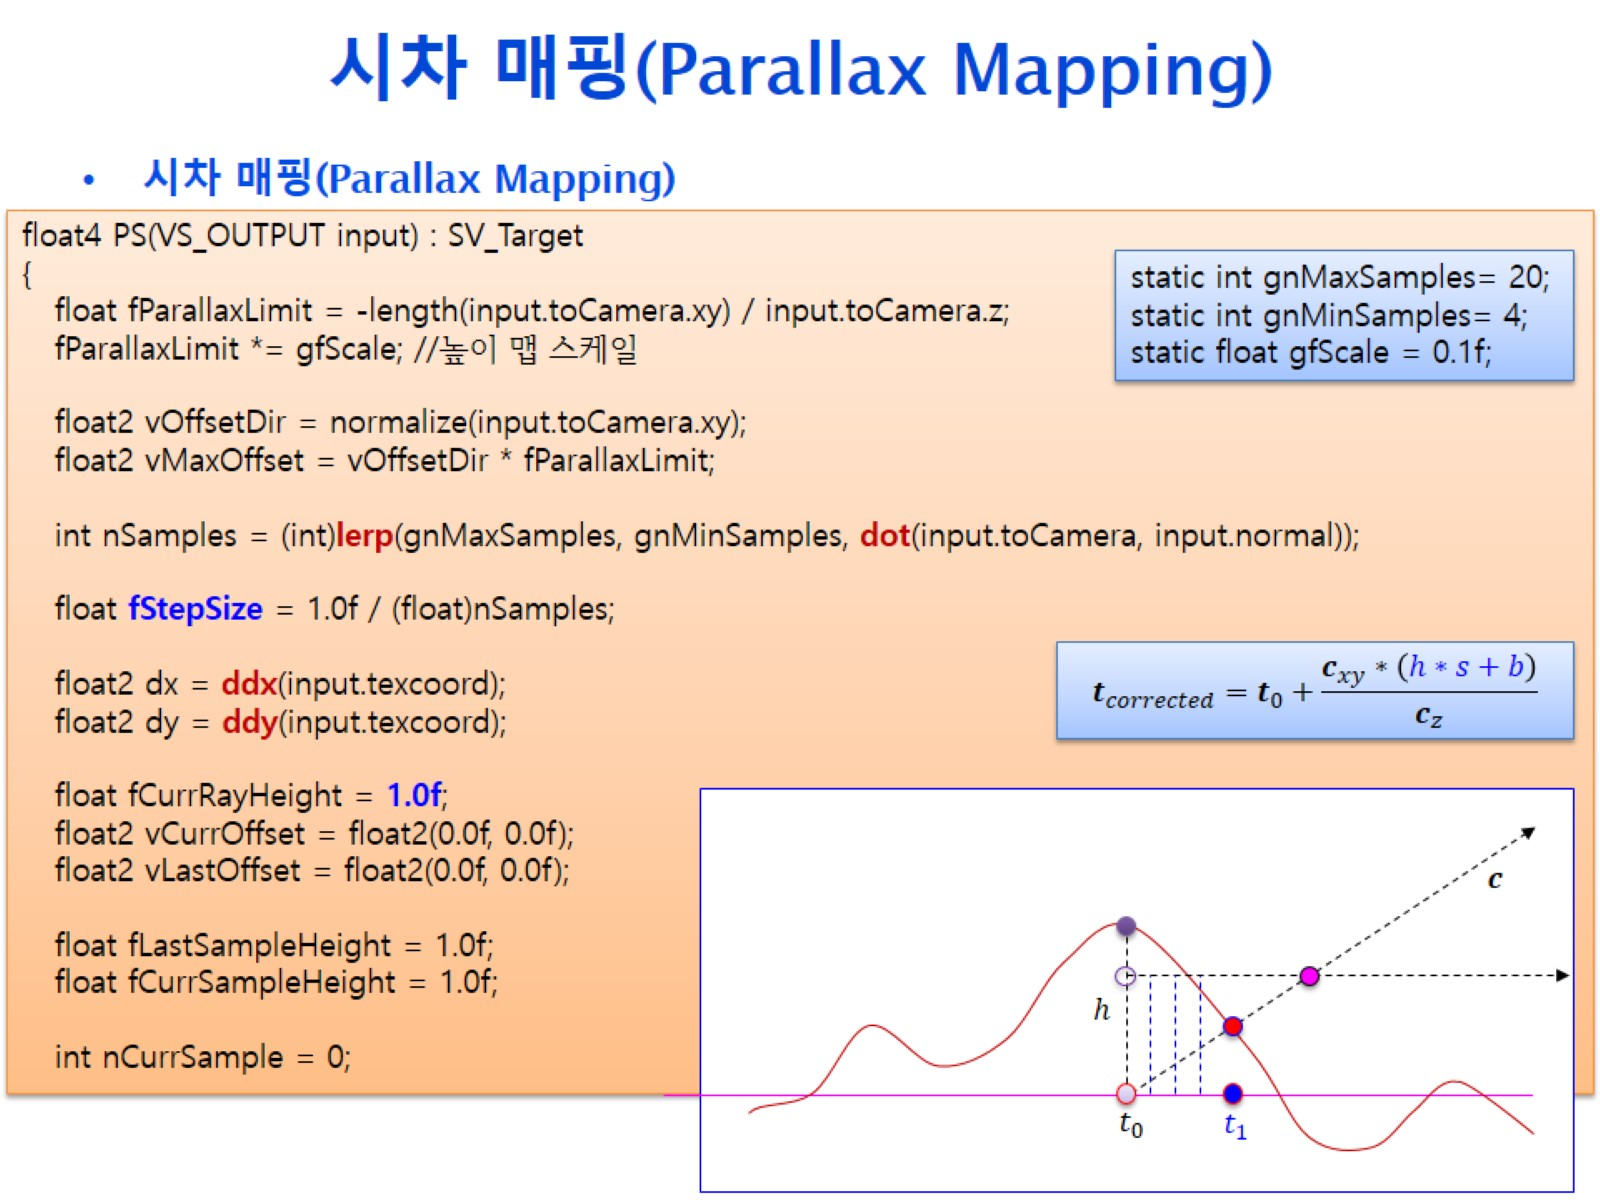 시차 매핑(Parallax Mapping)
• 시차 매핑(Parallax Mapping)
float4 PS(VS_OUTPUT input) : SV_Target
{
float fParallaxLimit = -length(input.toCamera.xy) / input.toCamera.z;
fParallaxLimit *= gfScale; //높이 맵 스케일
static int gnMaxSamples= 20;
static int gnMinSamples= 4;
static float gfScale = 0.1f;
float2 vOffsetDir = normalize(input.toCamera.xy);
float2 vMaxOffset = vOffsetDir * fParallaxLimit;
int nSamples = (int)lerp(gnMaxSamples, gnMinSamples, dot(input.toCamera, input.normal));
float fStepSize = 1.0f / (float)nSamples;
float2 dx = ddx(input.texcoord);
float2 dy = ddy(input.texcoord);
t_corrected = t_0 + c_xy * (h * s + b) / c_z
float fCurrRayHeight = 1.0f;
float2 vCurrOffset = float2(0.0f, 0.0f);
float2 vLastOffset = float2(0.0f, 0.0f);
float fLastSampleHeight = 1.0f;
float fCurrSampleHeight = 1.0f;
int nCurrSample = 0;
c
h
t_0
t_1